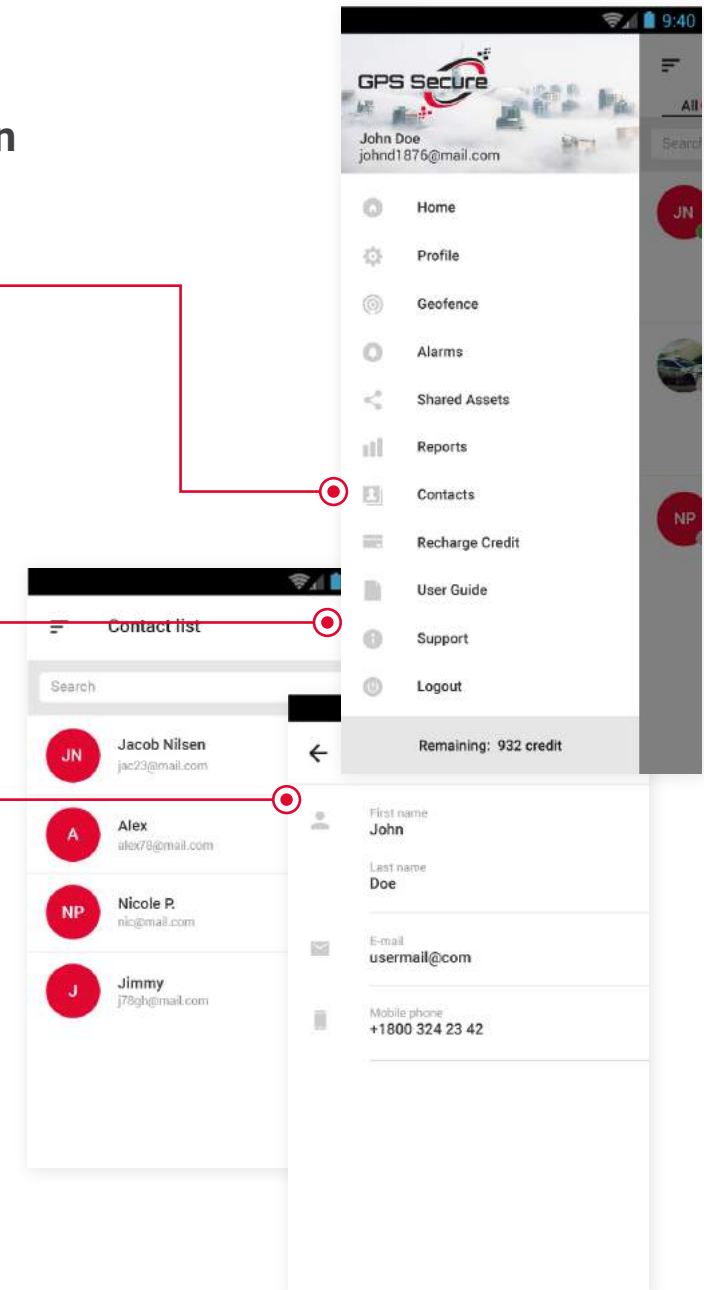 n
9:40
GPS Secure
John Doe
johnd1876@mail.com
All
Search
Home
JN
Profile
Geofence
Alarms
Shared Assets
Reports
Contacts
NP
Recharge Credit
User Guide
Support
Logout
Remaining: 932 credit
Contact list
Search
JN
Jacob Nilsen
jac23@mail.com
A
Alex
alex78@mail.com
NP
Nicole P.
nic@mail.com
J
Jimmy
j78gh@mail.com
First name
John
Last name
Doe
E-mail
usermail@com
Mobile phone
+1800 324 23 42